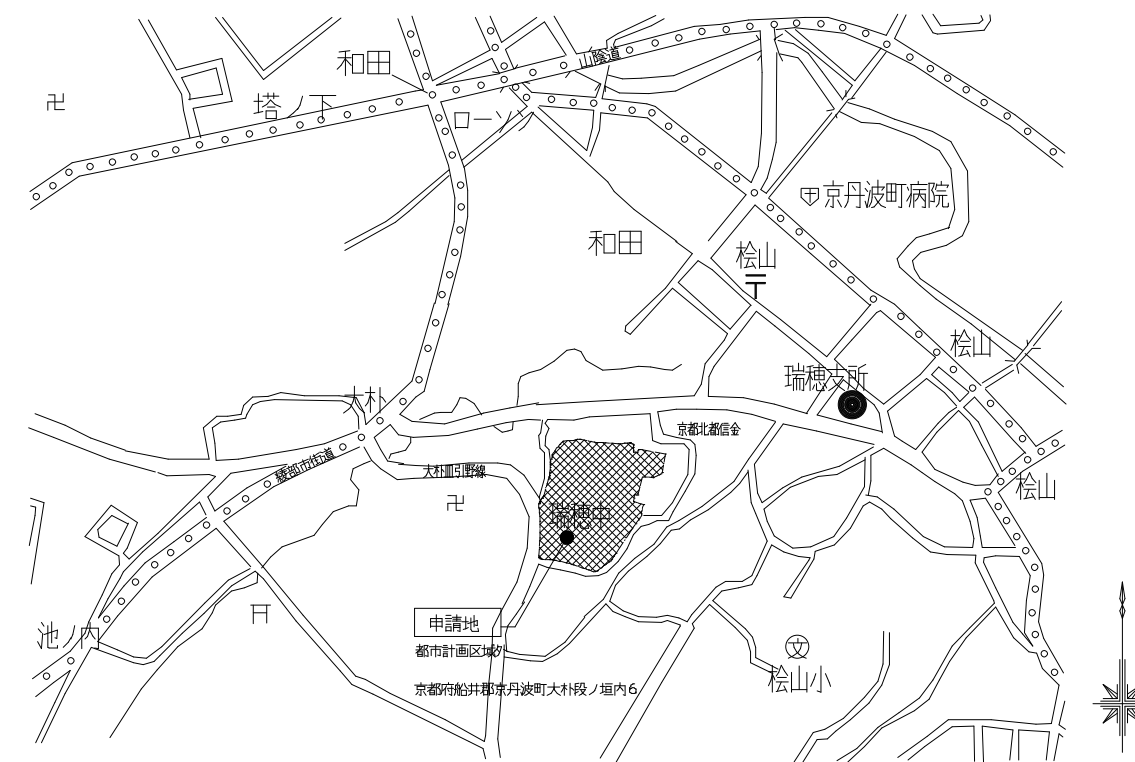 和田
山陰道
塔ノ下
ローソン
京丹波町病院
和田
桧山
桧山
瑞穂支所
大朴
京都北都信金
綾部市街道
大朴皿引野線
桧山
瑞穂中
申請地
池ノ内
都市計画区域外
文
桧山小
京都府船井郡京丹波町大朴段ノ垣内6